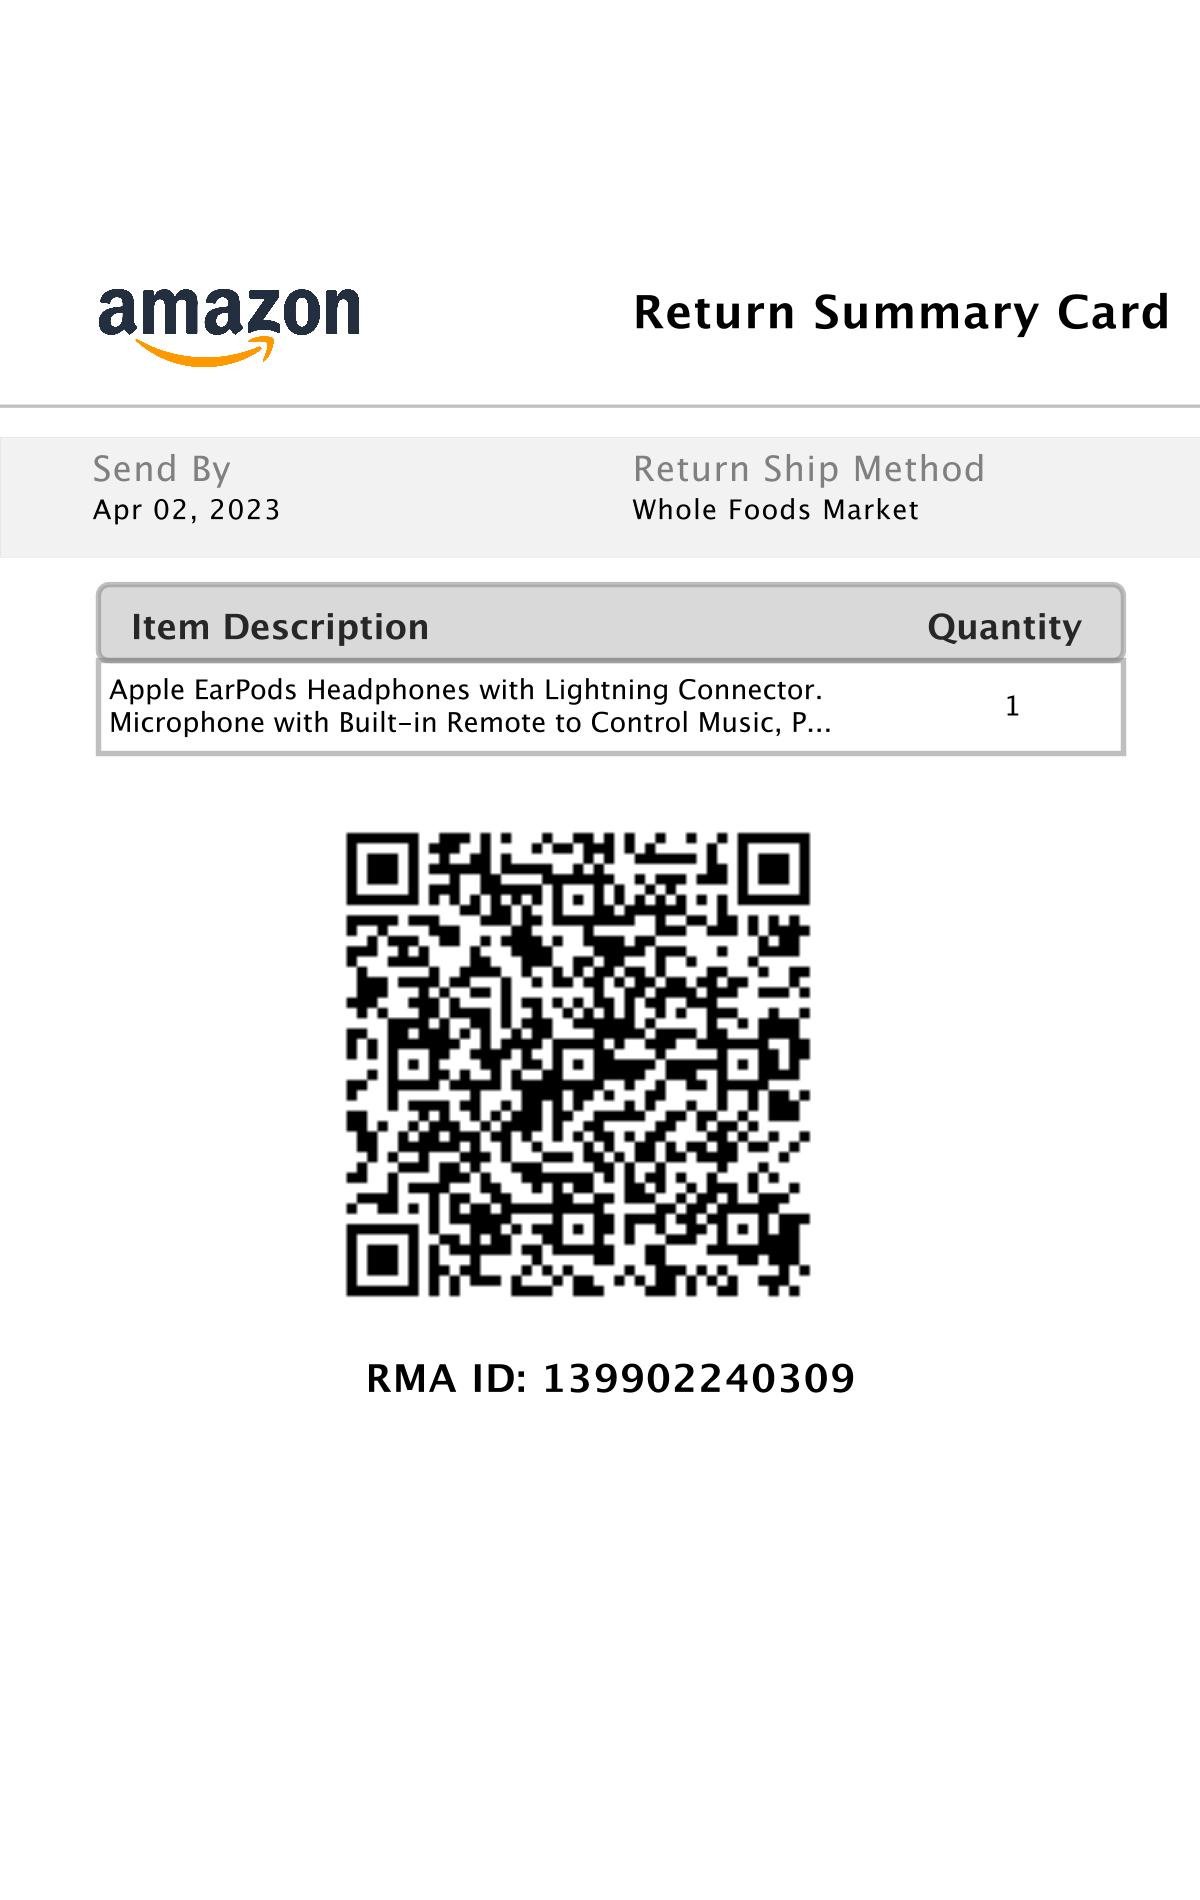 amazon
Return Summary Card
Send By
Return Ship Method
Apr 02, 2023
Whole Foods Market
Item Description
Quantity
Apple EarPods Headphones with Lightning Connector.
Microphone with Built-in Remote to Control Music, P...
1
RMA ID: 139902240309